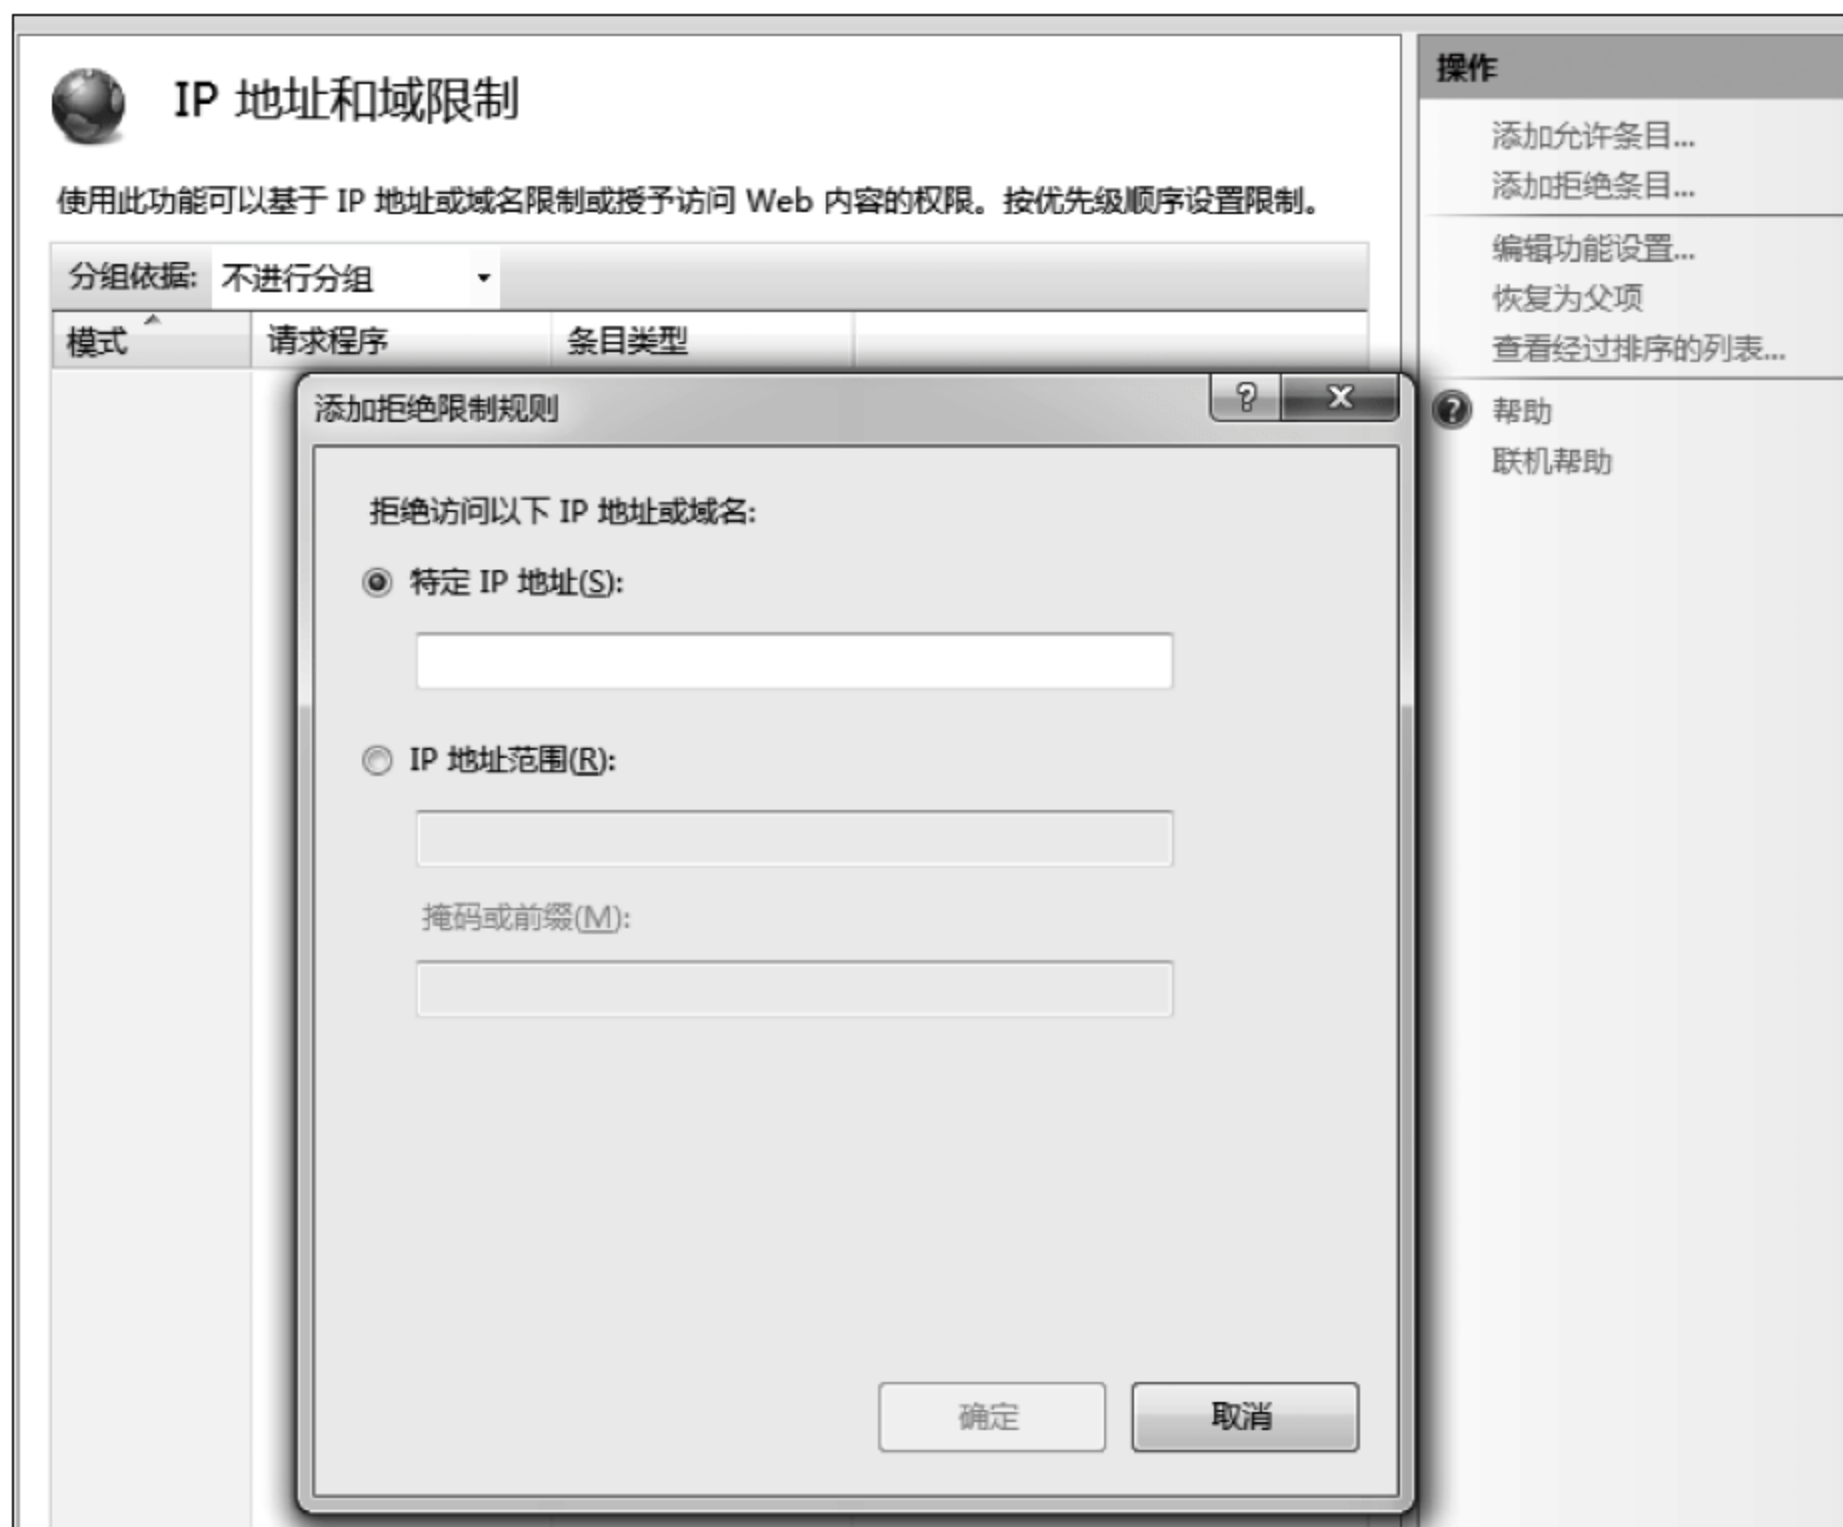 IP 地址和域限制
使用此功能可以基于 IP 地址或域名限制或授予访问 Web 内容的权限。按优先级顺序设置限制。
分组依据: 不进行分组
模式 请求程序 条目类型
添加拒绝限制规则
拒绝访问以下 IP 地址或域名:
特定 IP 地址(S):
IP 地址范围(R):
掩码或前缀(M):
确定 取消
操作
添加允许条目...
添加拒绝条目...
编辑功能设置...
恢复为父项
查看经过排序的列表...
帮助
联机帮助